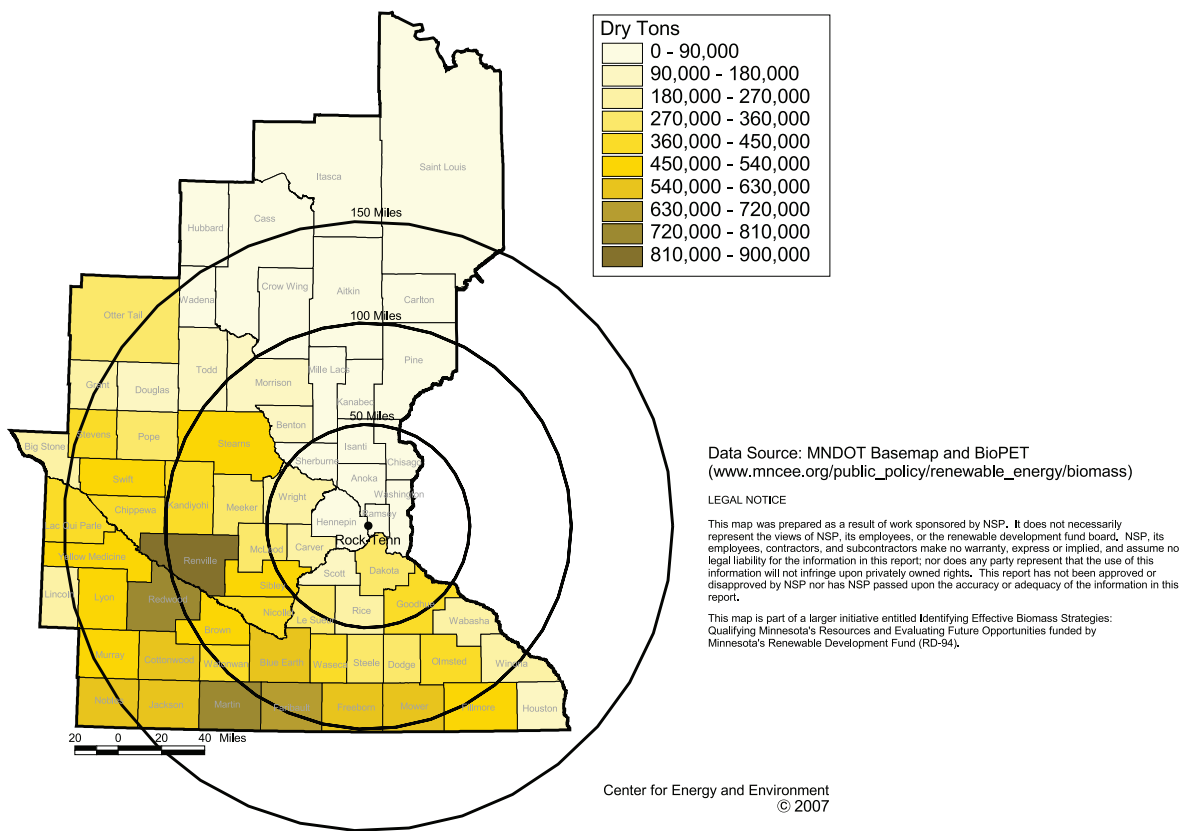 Dry Tons
0 - 90,000
90,000 - 180,000
180,000 - 270,000
270,000 - 360,000
360,000 - 450,000
450,000 - 540,000
540,000 - 630,000
630,000 - 720,000
720,000 - 810,000
810,000 - 900,000
Saint Louis
Itasca
150 Miles
Cass
Hubbard
Crow Wing
Aitkin
Wadena
Carlton
Otter Tail
100 Miles
Pine
Todd
Mille Lacs
Grant
Douglas
Morrison
Kanabec
50 Miles
Stevens
Pope
Benton
Big Stone
Stearns
Isanti
Sherburne
Chisago
Swift
Anoka
Washington
Wright
Chippewa
Kandiyohi
Meeker
Ramsey
Hennepin
Lac Qui Parle
Rock-Tenn
McLeod
Carver
Yellow Medicine
Renville
Dakota
Scott
Sibley
Lincoln
Lyon
Redwood
Goodhue
Nicollet
Rice
Le Sueur
Wabasha
Brown
Murray
Cottonwood
Watonwan
Blue Earth
Waseca
Steele
Dodge
Olmsted
Winona
Nobles
Jackson
Martin
Faribault
Freeborn
Mower
Fillmore
Houston
20 0 20 40 Miles
Data Source: MNDOT Basemap and BioPET
(www.mncee.org/public_policy/renewable_energy/biomass)
LEGAL NOTICE
This map was prepared as a result of work sponsored by NSP. It does not necessarily
represent the views of NSP, its employees, or the renewable development fund board. NSP, its
employees, contractors, and subcontractors make no warranty, express or implied, and assume no
legal liability for the information in this report; nor does any party represent that the use of this
information will not infringe upon privately owned rights. This report has not been approved or
disapproved by NSP nor has NSP passed upon the accuracy or adequacy of the information in this
report.
This map is part of a larger initiative entitled Identifying Effective Biomass Strategies:
Qualifying Minnesota's Resources and Evaluating Future Opportunities funded by
Minnesota's Renewable Development Fund (RD-94).
Center for Energy and Environment
© 2007